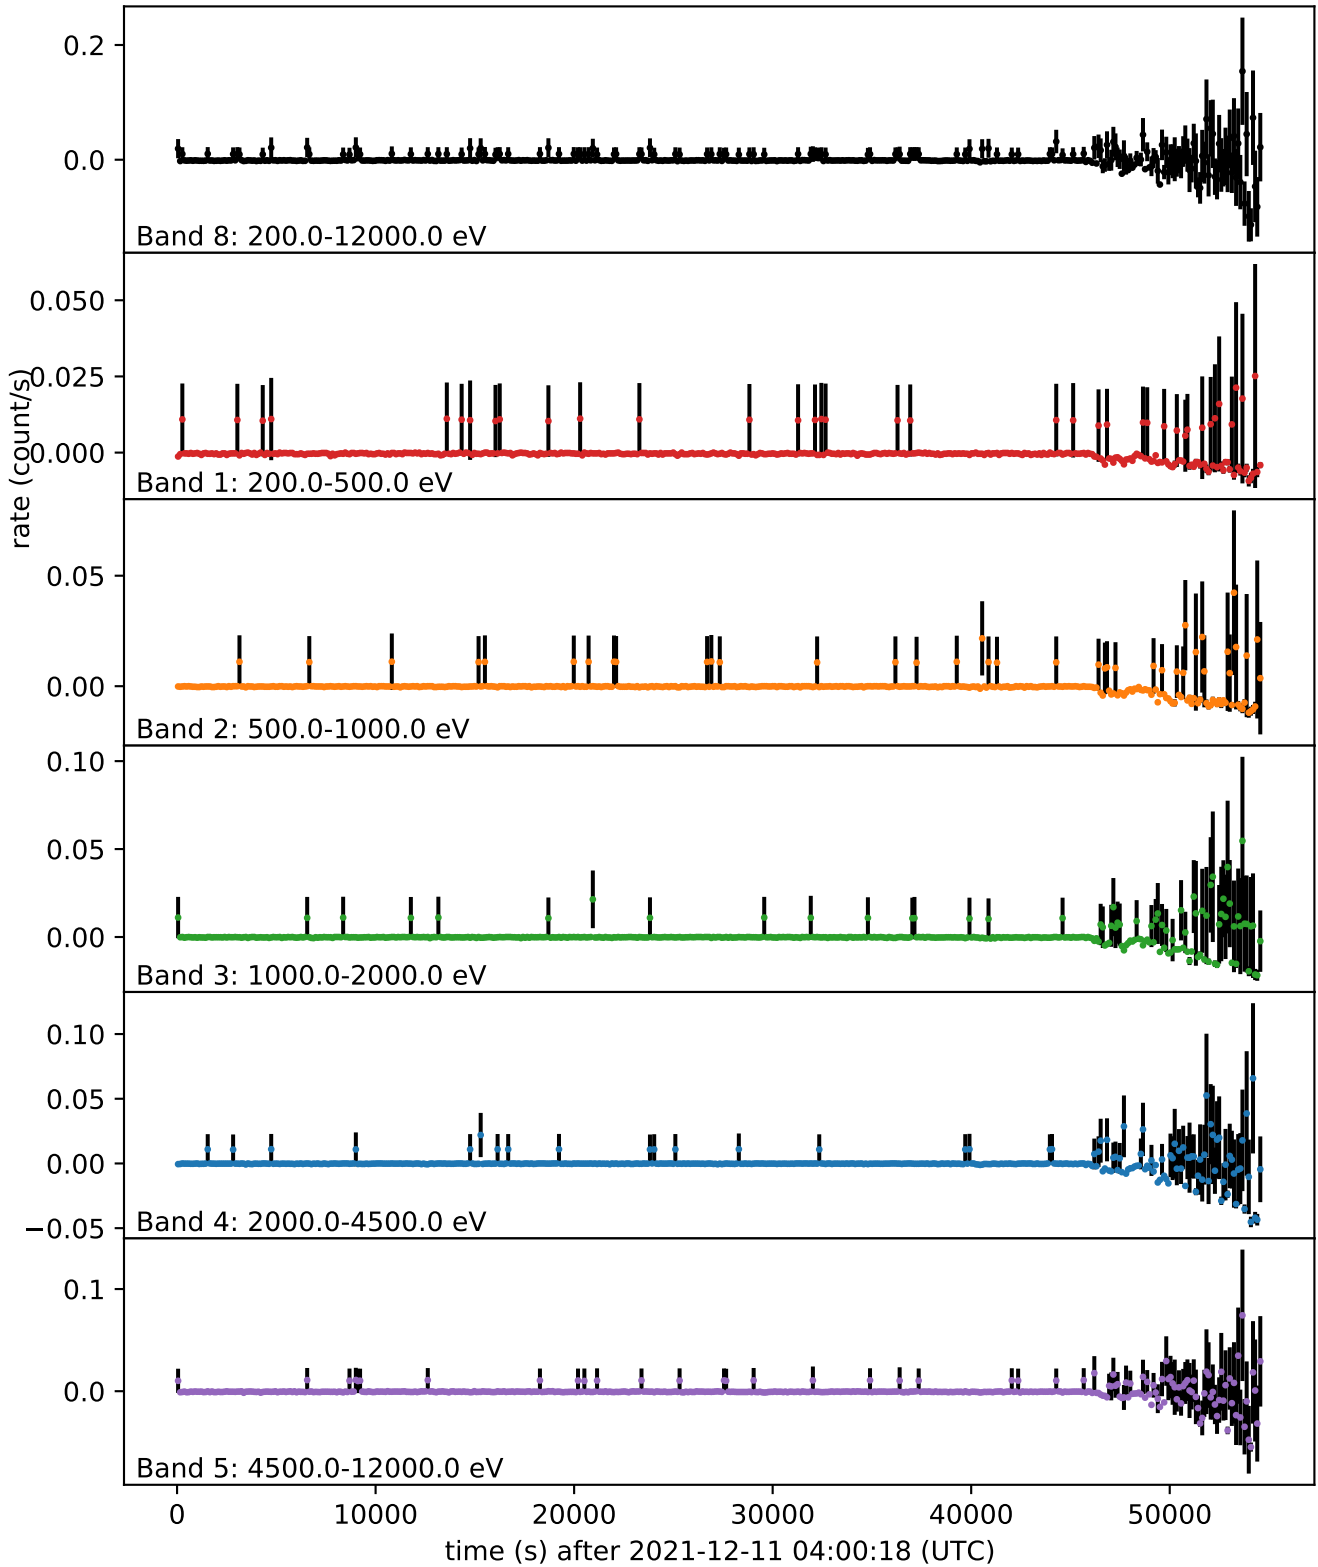 0.2
0.0
Band 8: 200.0-12000.0 eV
0.050
0.025
0.000
Band 1: 200.0-500.0 eV
rate (count/s)
0.05
0.00
Band 2: 500.0-1000.0 eV
0.10
0.05
0.00
Band 3: 1000.0-2000.0 eV
0.10
0.05
0.00
−0.05
Band 4: 2000.0-4500.0 eV
0.1
0.0
Band 5: 4500.0-12000.0 eV
0 10000 20000 30000 40000 50000
time (s) after 2021-12-11 04:00:18 (UTC)